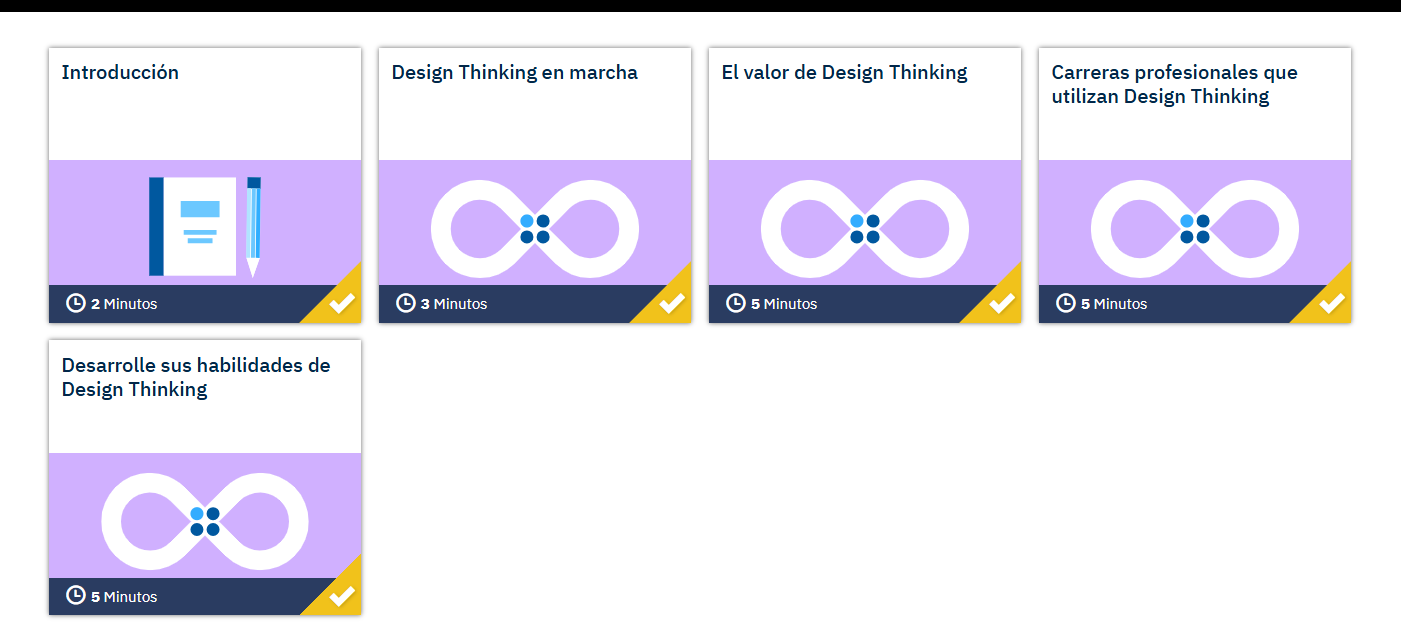 Introducción
Design Thinking en marcha
El valor de Design Thinking
Carreras profesionales que
utilizan Design Thinking
2 Minutos
3 Minutos
5 Minutos
5 Minutos
Desarrolle sus habilidades de
Design Thinking
5 Minutos